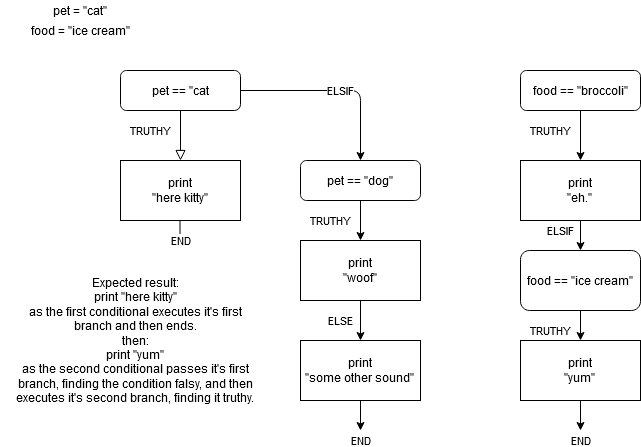 pet = "cat"
food = "ice cream"
pet == "cat
ELSIF
food == "broccoli"
TRUTHY
TRUTHY
print
"here kitty"
pet == "dog"
print
"eh."
TRUTHY
ELSIF
END
print
"woof"
food == "ice cream"
Expected result:
print "here kitty"
as the first conditional executes it's first
branch and then ends.
then:
print "yum"
as the second conditional passes it's first
branch, finding the condition falsy, and then
executes it's second branch, finding it truthy.
ELSE
TRUTHY
print
"some other sound"
print
"yum"
END
END